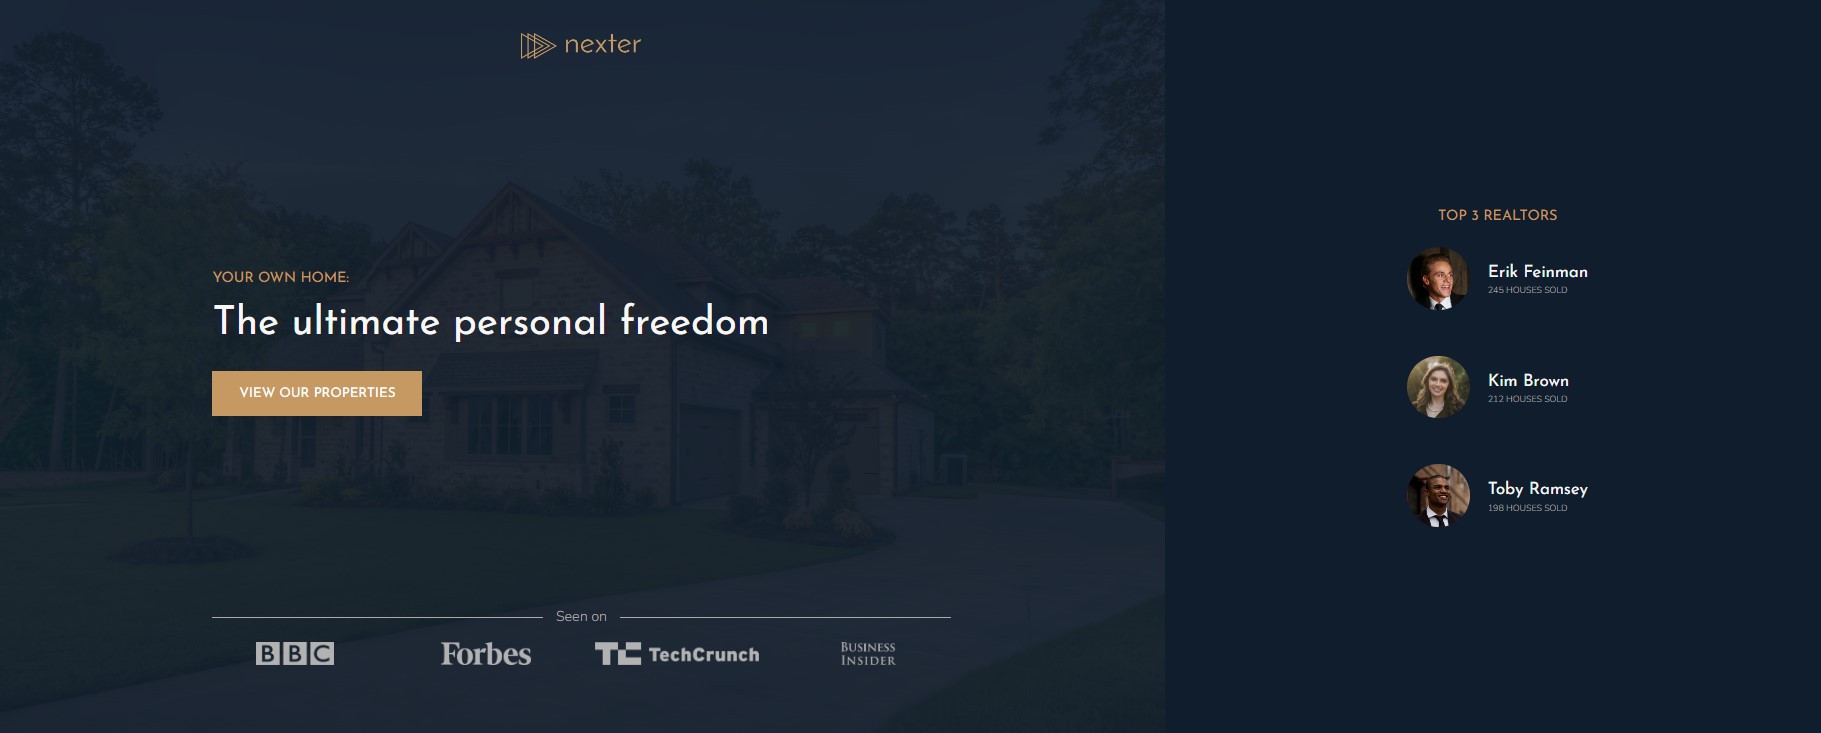 nexter
YOUR OWN HOME:
The ultimate personal freedom
VIEW OUR PROPERTIES
Seen on
BBC
Forbes
TC TechCrunch
BUSINESS
INSIDER
TOP 3 REALTORS
Erik Feinman
245 HOUSES SOLD
Kim Brown
212 HOUSES SOLD
Toby Ramsey
198 HOUSES SOLD